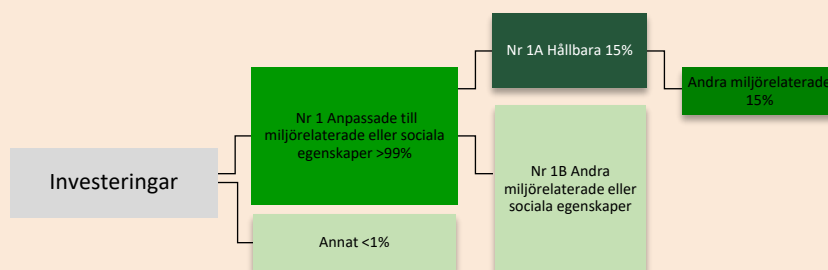 Investeringar
Nr 1 Anpassade till
miljörelaterade eller sociala
egenskaper >99%
Annat <1%
Nr 1A Hållbara 15%
Nr 1B Andra
miljörelaterade eller
sociala egenskaper
Andra miljörelaterade
15%